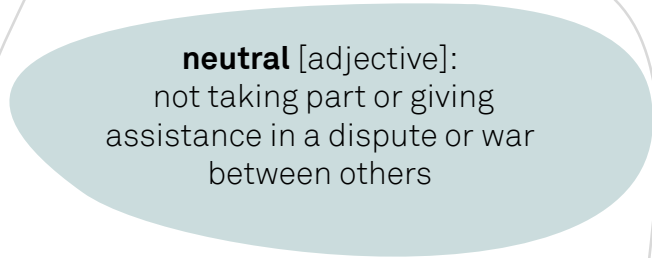 neutral [adjective]:
not taking part or giving
assistance in a dispute or war
between others